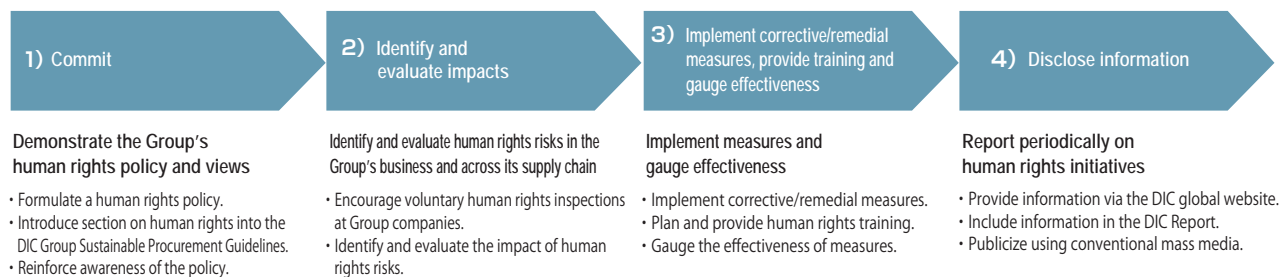 1) Commit
2) Identify and
evaluate impacts
3) Implement corrective/remedial
measures, provide training and
gauge effectiveness
4) Disclose information
Demonstrate the Group's
human rights policy and views
• Formulate a human rights policy.
• Introduce section on human rights into the
DIC Group Sustainable Procurement Guidelines.
• Reinforce awareness of the policy.
Identify and evaluate human rights risks in the
Group's business and across its supply chain
• Encourage voluntary human rights inspections
at Group companies.
• Identify and evaluate the impact of human
rights risks.
Implement measures and
gauge effectiveness
• Implement corrective/remedial measures.
• Plan and provide human rights training.
• Gauge the effectiveness of measures.
Report periodically on
human rights initiatives
• Provide information via the DIC global website.
• Include information in the DIC Report.
• Publicize using conventional mass media.